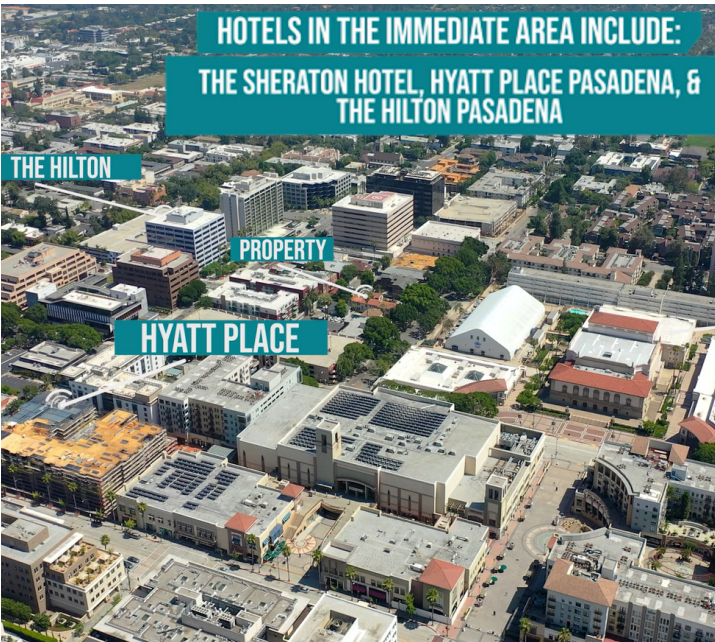 HOTELS IN THE IMMEDIATE AREA INCLUDE:
THE SHERATON HOTEL, HYATT PLACE PASADENA, &
THE HILTON PASADENA
THE HILTON
PROPERTY
HYATT PLACE